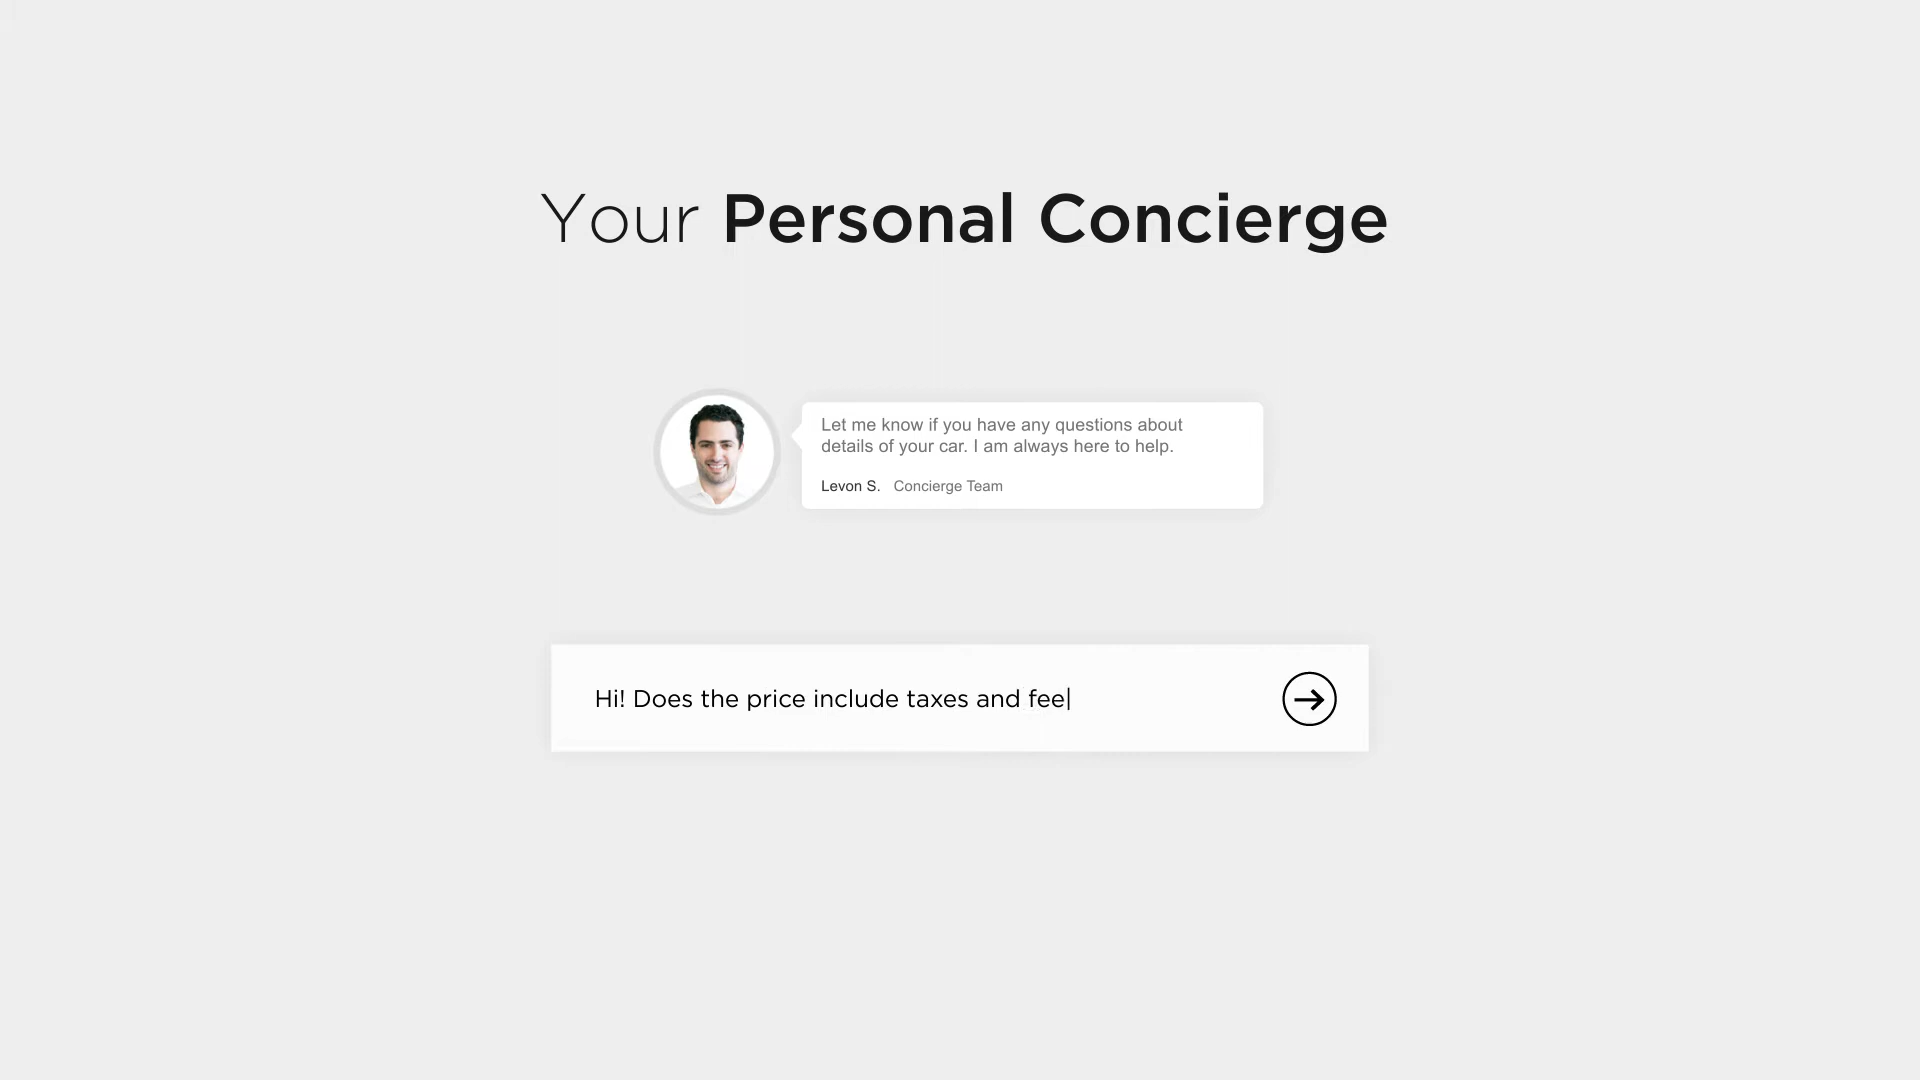 Your Personal Concierge
Let me know if you have any questions about
details of your car. I am always here to help.
Levon S. Concierge Team
Hi! Does the price include taxes and fee